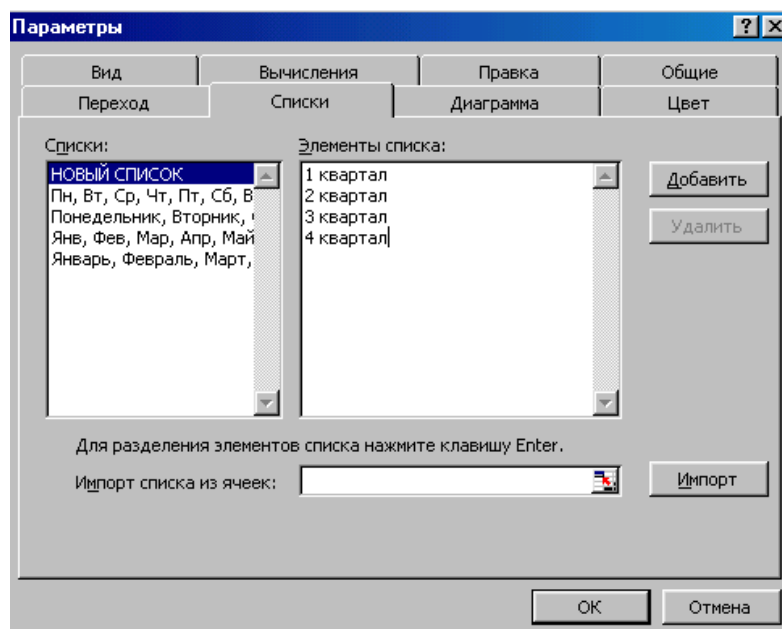 Параметры
Вид
Вычисления
Правка
Общие
Переход
Списки
Диаграмма
Цвет
Списки:
НОВЫЙ СПИСОК
Пн, Вт, Ср, Чт, Пт, Сб, В
Понедельник, Вторник,
Янв, Фев, Мар, Апр, Май
Январь, Февраль, Март,
Элементы списка:
1 квартал
2 квартал
3 квартал
4 квартал
Добавить
Удалить
Для разделения элементов списка нажмите клавишу Enter.
Импорт списка из ячеек:
Импорт
ОК
Отмена